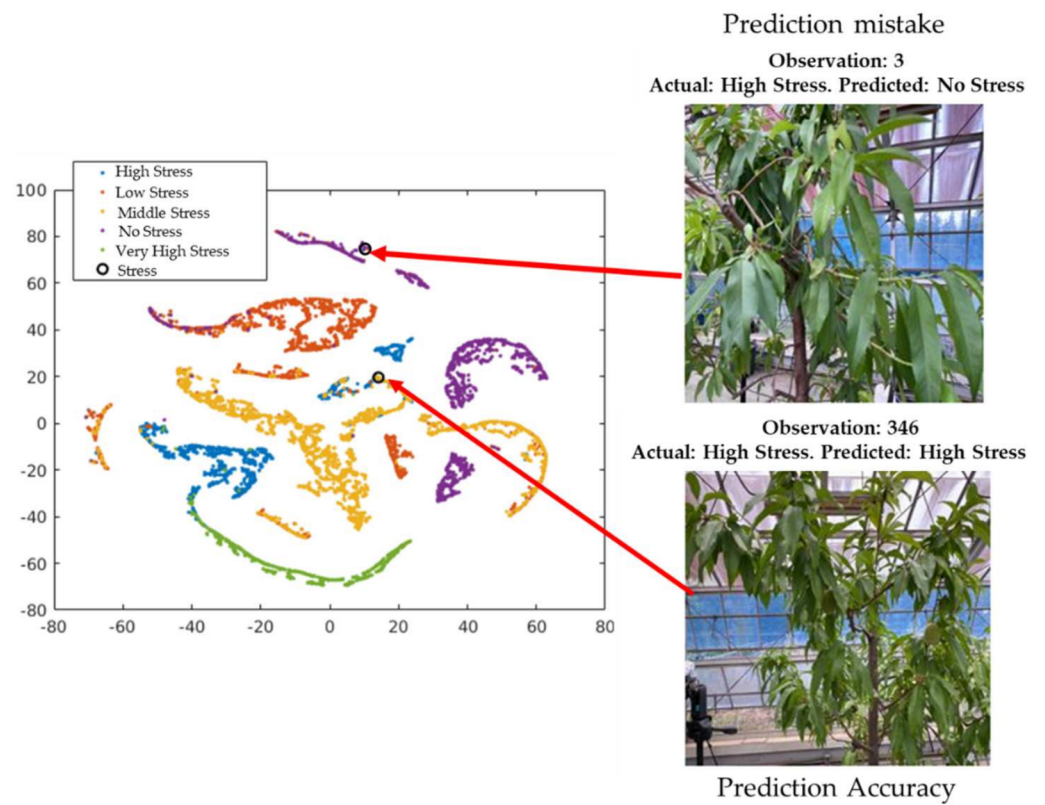 Prediction mistake
Observation: 3
Actual: High Stress. Predicted: No Stress
High Stress
Low Stress
Middle Stress
No Stress
Very High Stress
Stress
100
80
60
40
20
0
-20
-40
-60
-80
-80 -60 -40 -20 0 20 40 60 80
Observation: 346
Actual: High Stress. Predicted: High Stress
Prediction Accuracy